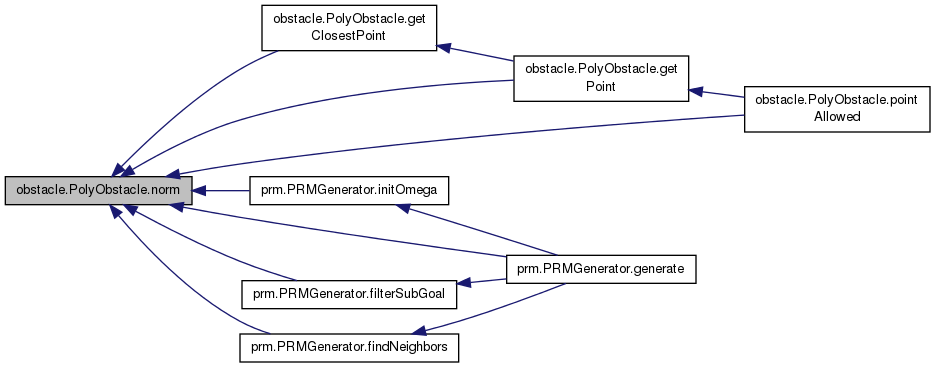 obstacle.PolyObstacle.get
ClosestPoint
obstacle.PolyObstacle.get
Point
obstacle.PolyObstacle.point
Allowed
obstacle.PolyObstacle.norm
prm.PRMGenerator.initOmega
prm.PRMGenerator.generate
prm.PRMGenerator.filterSubGoal
prm.PRMGenerator.findNeighbors